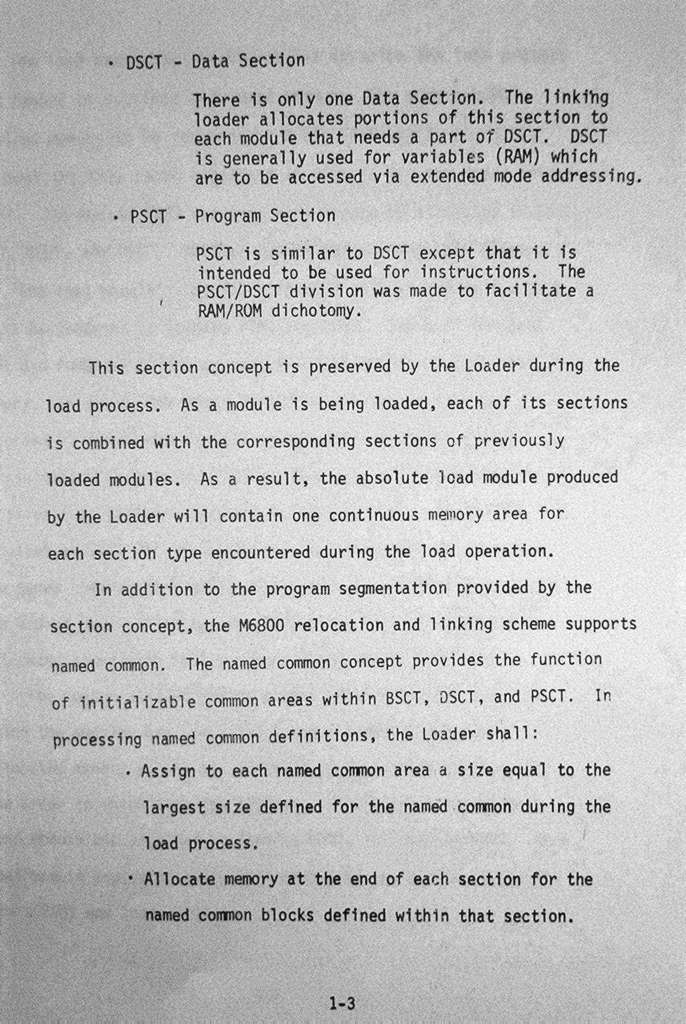 • DSCT - Data Section
There is only one Data Section. The linking
loader allocates portions of this section to
each module that needs a part of DSCT. DSCT
is generally used for variables (RAM) which
are to be accessed via extended mode addressing.
• PSCT - Program Section
PSCT is similar to DSCT except that it is
intended to be used for instructions. The
PSCT/DSCT division was made to facilitate a
RAM/ROM dichotomy.
This section concept is preserved by the Loader during the
load process. As a module is being loaded, each of its sections
is combined with the corresponding sections of previously
loaded modules. As a result, the absolute load module produced
by the Loader will contain one continuous memory area for
each section type encountered during the load operation.
In addition to the program segmentation provided by the
section concept, the M6800 relocation and linking scheme supports
named common. The named common concept provides the function
of initializable common areas within BSCT, DSCT, and PSCT. In
processing named common definitions, the Loader shall:
• Assign to each named common area a size equal to the
largest size defined for the named common during the
load process.
• Allocate memory at the end of each section for the
named common blocks defined within that section.
1-3